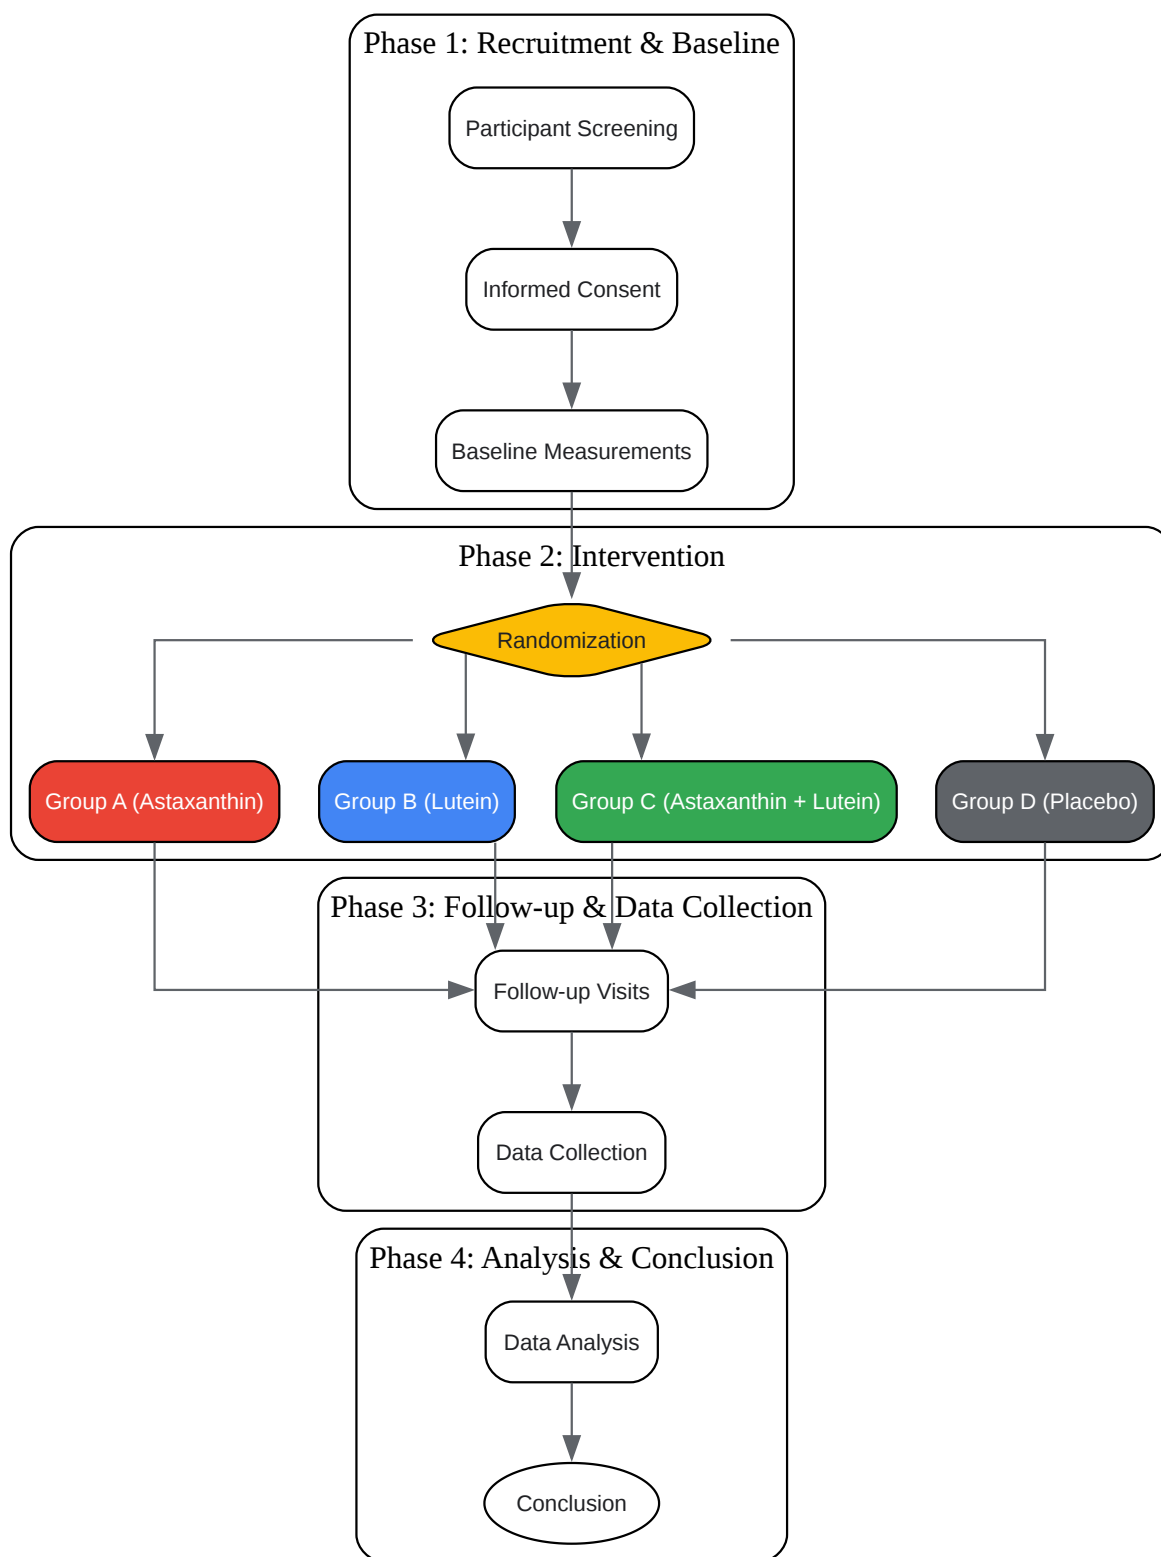 Phase 1: Recruitment & Baseline
Participant Screening
Informed Consent
Baseline Measurements
Phase 2: Intervention
Randomization
Group A (Astaxanthin)
Group B (Lutein)
Group C (Astaxanthin + Lutein)
Group D (Placebo)
Phase 3: Follow-up & Data Collection
Follow-up Visits
Data Collection
Phase 4: Analysis & Conclusion
Data Analysis
Conclusion